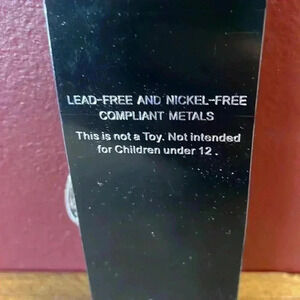 LEAD-FREE AND NICKEL-FREE
COMPLIANT METALS
This is not a Toy. Not intended
for Children under 12 .